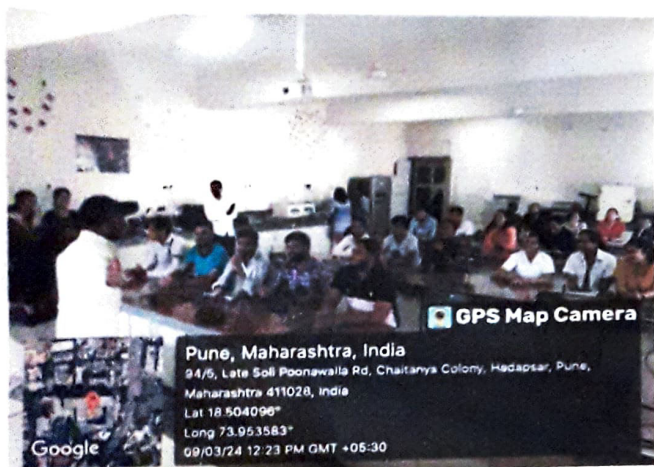 GPS Map Camera
Pune, Maharashtra, India
94/5, Late Soli Poonawalla Rd, Chaitanya Colony, Hadapsar, Pune,
Maharashtra 411028, India
Lat 18.504096°
Long 73.953583°
09/03/24 12:23 PM GMT +05:30
Google